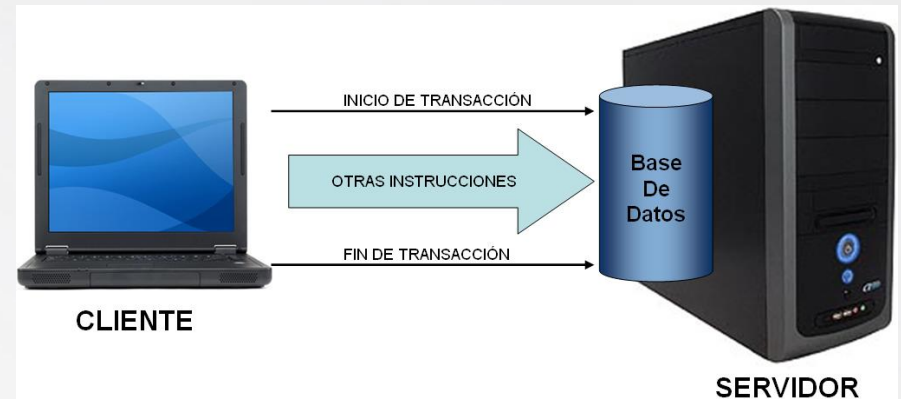 INICIO DE TRANSACCIÓN
OTRAS INSTRUCCIONES
FIN DE TRANSACCIÓN
Base
De
Datos
CLIENTE
SERVIDOR